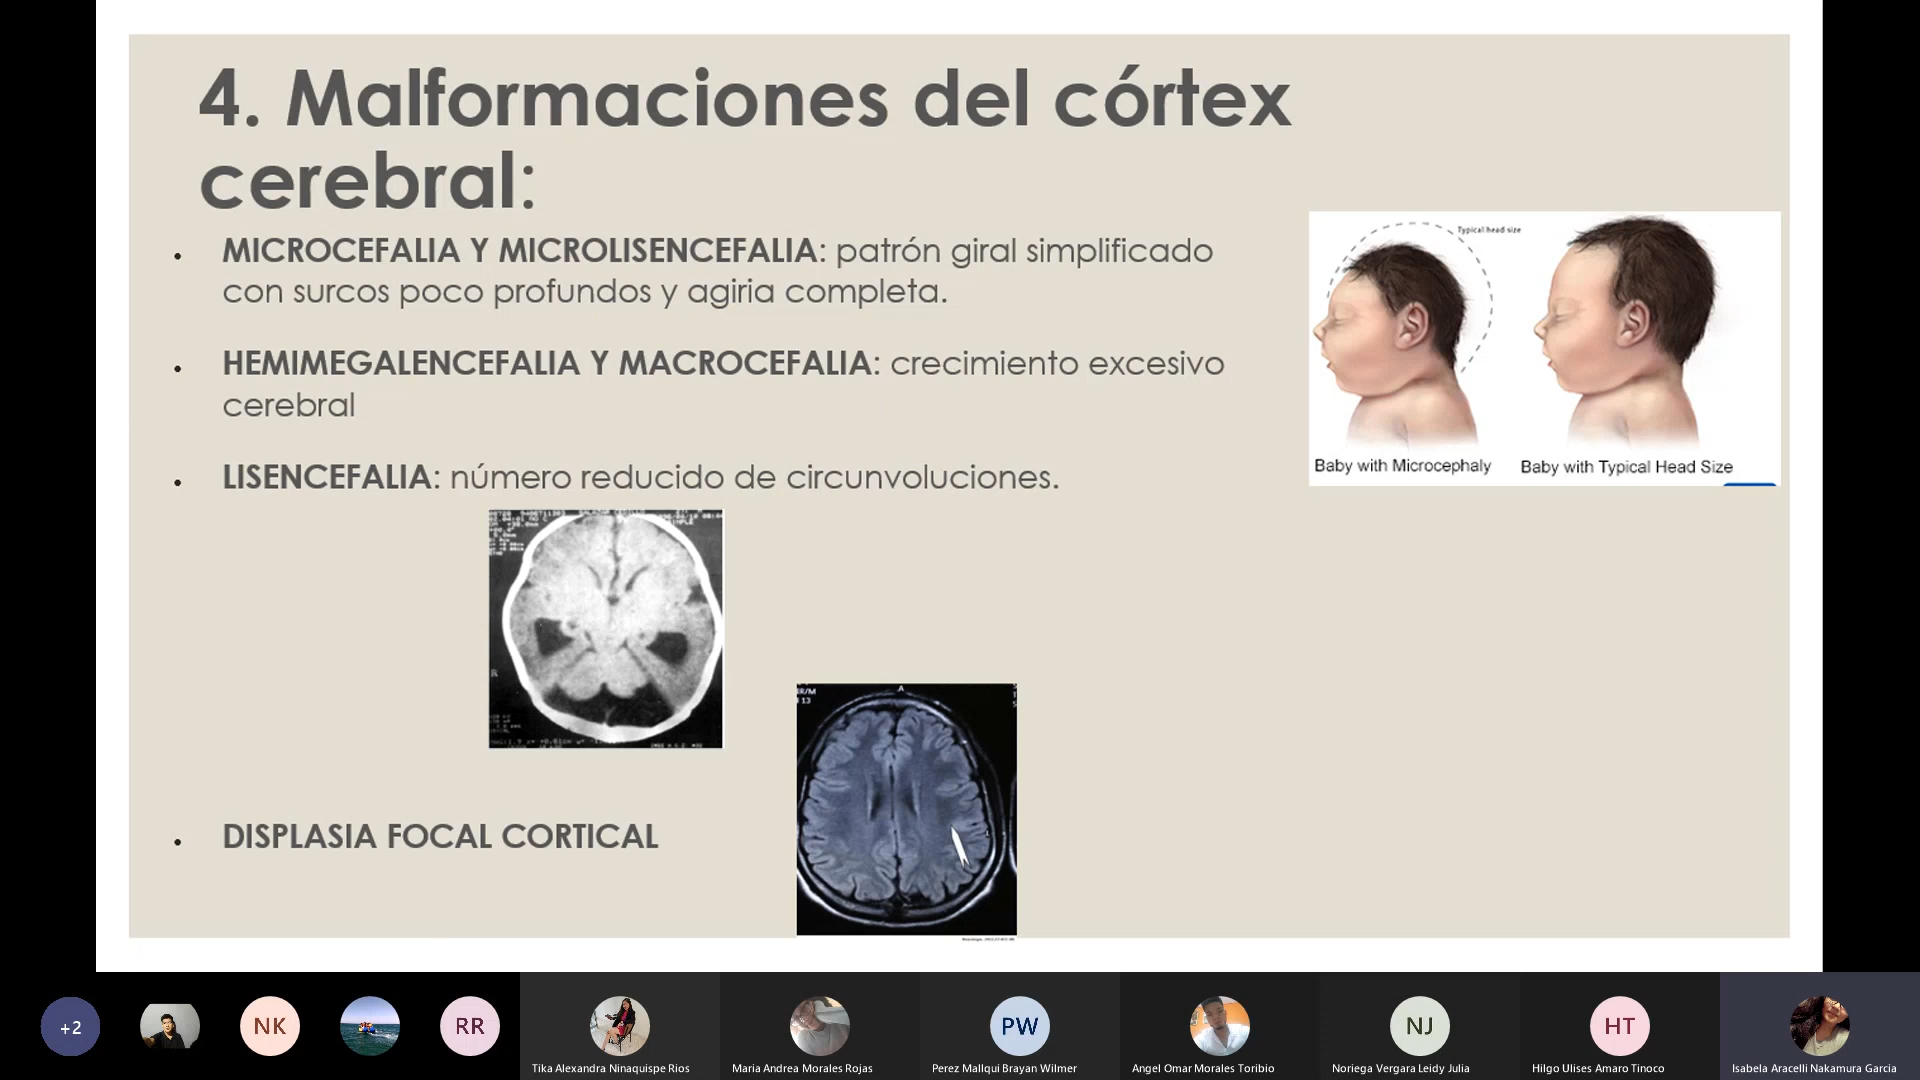 4. Malformaciones del córtex
cerebral:
• MICROCEFALIA Y MICROLISENCEFALIA: patrón giral simplificado
con surcos poco profundos y agiria completa.
• HEMIMEGALENCEFALIA Y MACROCEFALIA: crecimiento excesivo
cerebral
• LISENCEFALIA: número reducido de circunvoluciones.
Typical head size
Baby with Microcephaly
Baby with Typical Head Size
R
A
13
• DISPLASIA FOCAL CORTICAL
+2
NK
RR
PW
NJ
HT
Tika Alexandra Ninaquispe Rios
Maria Andrea Morales Rojas
Perez Mallqui Brayan Wilmer
Angel Omar Morales Toribio
Noriega Vergara Leidy Julia
Hilgo Ulises Amaro Tinoco
Isabela Aracelli Nakamura Garcia